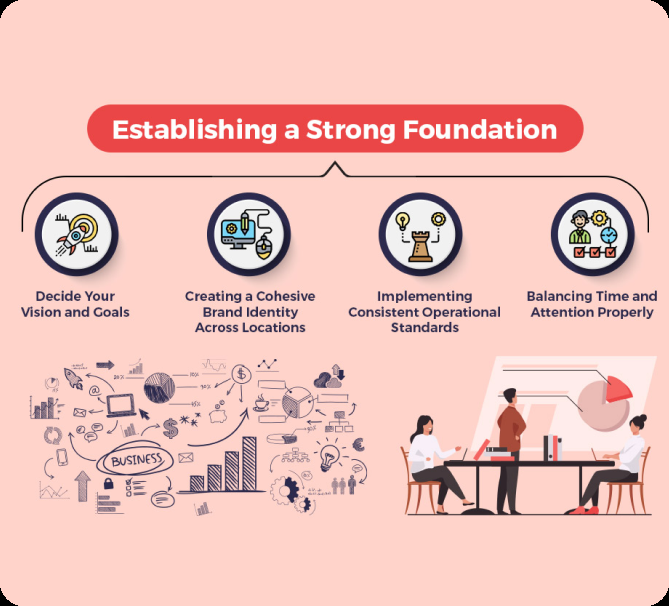 Establishing a Strong Foundation
Decide Your
Vision and Goals
Creating a Cohesive
Brand Identity
Across Locations
Implementing
Consistent Operational
Standards
Balancing Time and
Attention Properly
BUSINESS